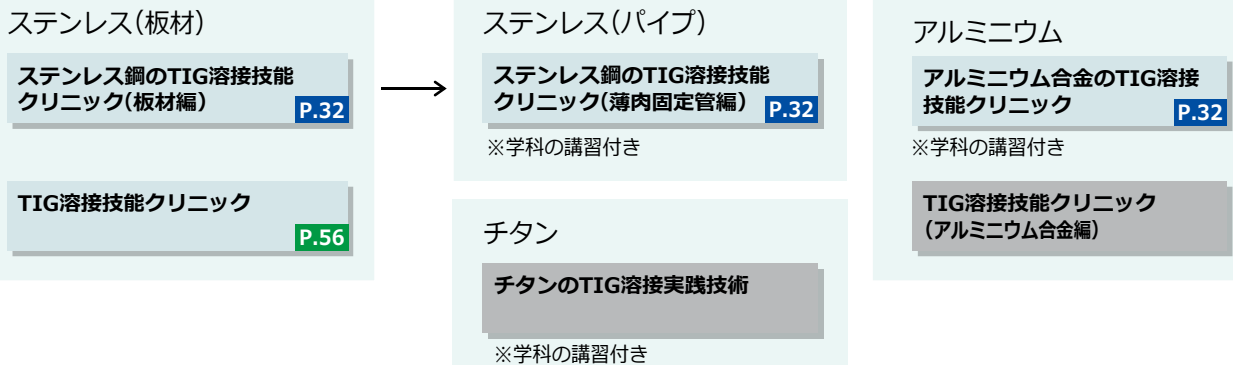 ステンレス（板材）
ステンレス鋼のTIG溶接技能
クリニック（板材編）
P.32
TIG溶接技能クリニック
P.56
ステンレス（パイプ）
ステンレス鋼のTIG溶接技能
クリニック（薄肉固定管編）
P.32
※学科の講習付き
チタン
チタンのTIG溶接実践技術
※学科の講習付き
アルミニウム
アルミニウム合金のTIG溶接
技能クリニック
P.32
※学科の講習付き
TIG溶接技能クリニック
（アルミニウム合金編）